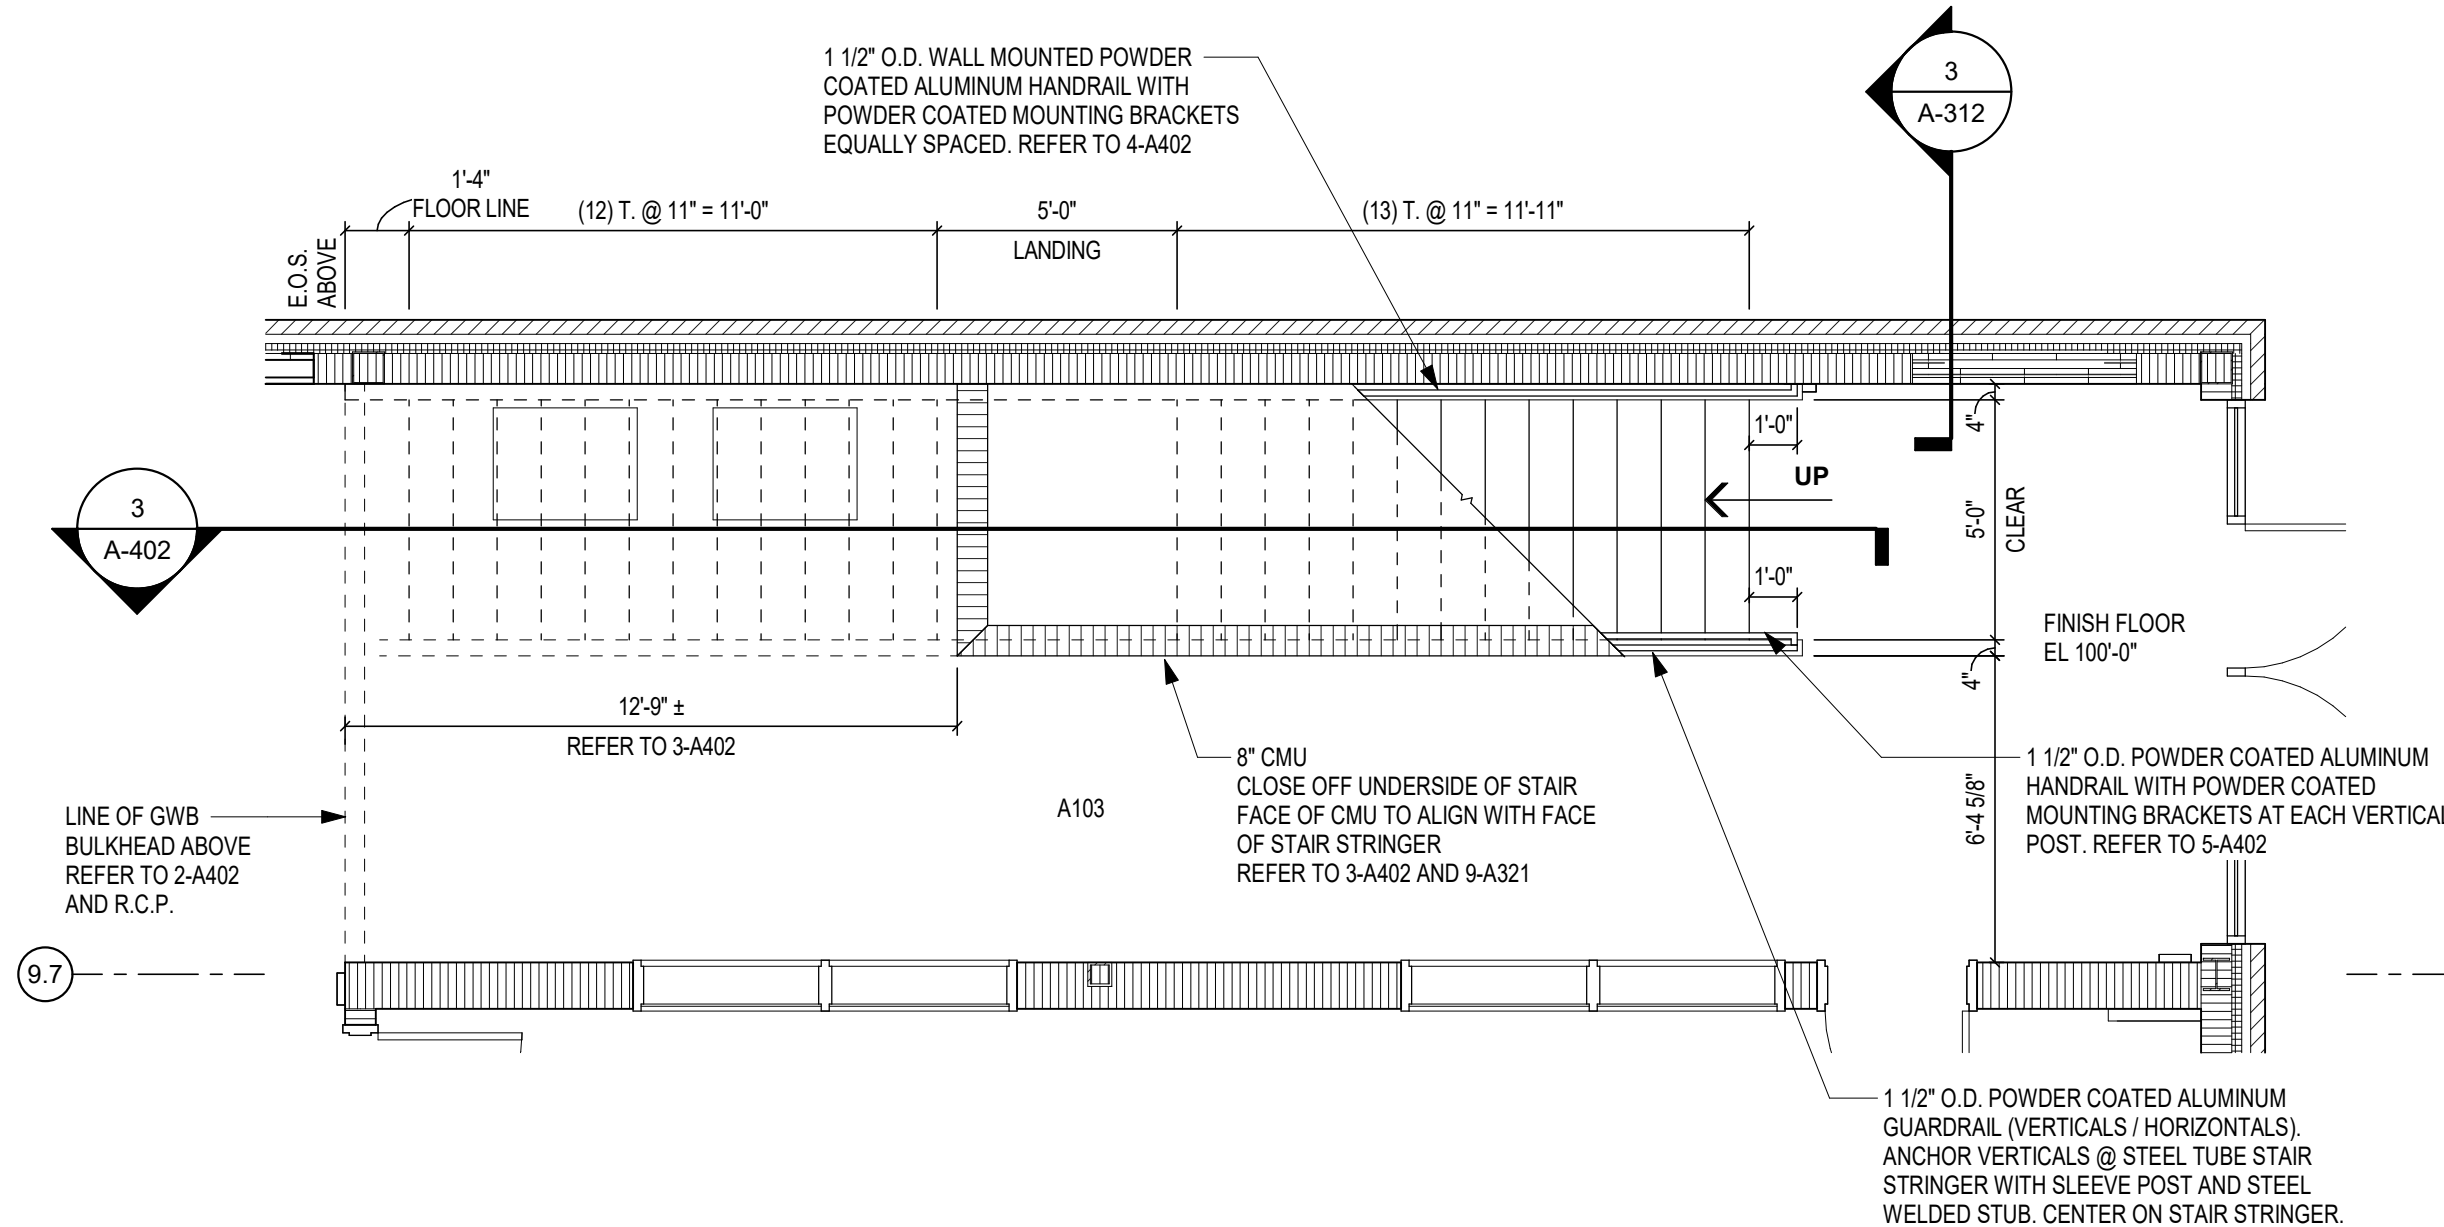 1 1/2" O.D. WALL MOUNTED POWDER
COATED ALUMINUM HANDRAIL WITH
POWDER COATED MOUNTING BRACKETS
EQUALLY SPACED. REFER TO 4-A402
3
A-312
1'-4"
FLOOR LINE
(12) T. @ 11" = 11'-0"
5'-0"
LANDING
(13) T. @ 11" = 11'-11"
E.O.S.
ABOVE
1'-0"
4"
UP
3
A-402
5'-0"
CLEAR
1'-0"
FINISH FLOOR
EL 100'-0"
4"
12'-9" ±
REFER TO 3-A402
8" CMU
CLOSE OFF UNDERSIDE OF STAIR
FACE OF CMU TO ALIGN WITH FACE
OF STAIR STRINGER
REFER TO 3-A402 AND 9-A321
A103
6'-4 5/8"
1 1/2" O.D. POWDER COATED ALUMINUM
HANDRAIL WITH POWDER COATED
MOUNTING BRACKETS AT EACH VERTICAL
POST. REFER TO 5-A402
LINE OF GWB
BULKHEAD ABOVE
REFER TO 2-A402
AND R.C.P.
9.7
1 1/2" O.D. POWDER COATED ALUMINUM
GUARDRAIL (VERTICALS / HORIZONTALS).
ANCHOR VERTICALS @ STEEL TUBE STAIR
STRINGER WITH SLEEVE POST AND STEEL
WELDED STUB. CENTER ON STAIR STRINGER.